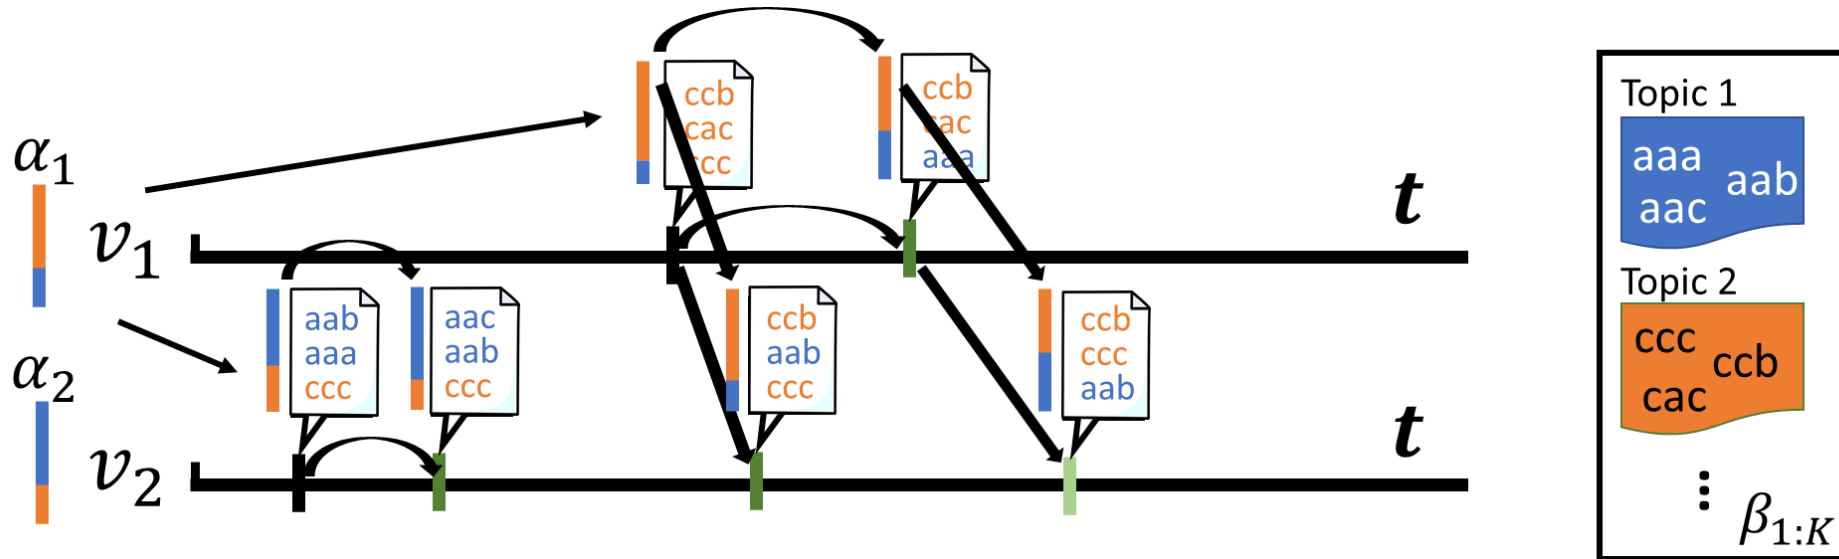 α₁
v₁
ccb
cac
ccc
ccb
cac
aaa
t
α₂
v₂
aab
aaa
ccc
aac
aab
ccc
ccb
aab
ccc
ccb
ccc
aab
t
Topic 1
aaa
aab
aac
Topic 2
ccc
ccb
cac
⋮
β₁:K